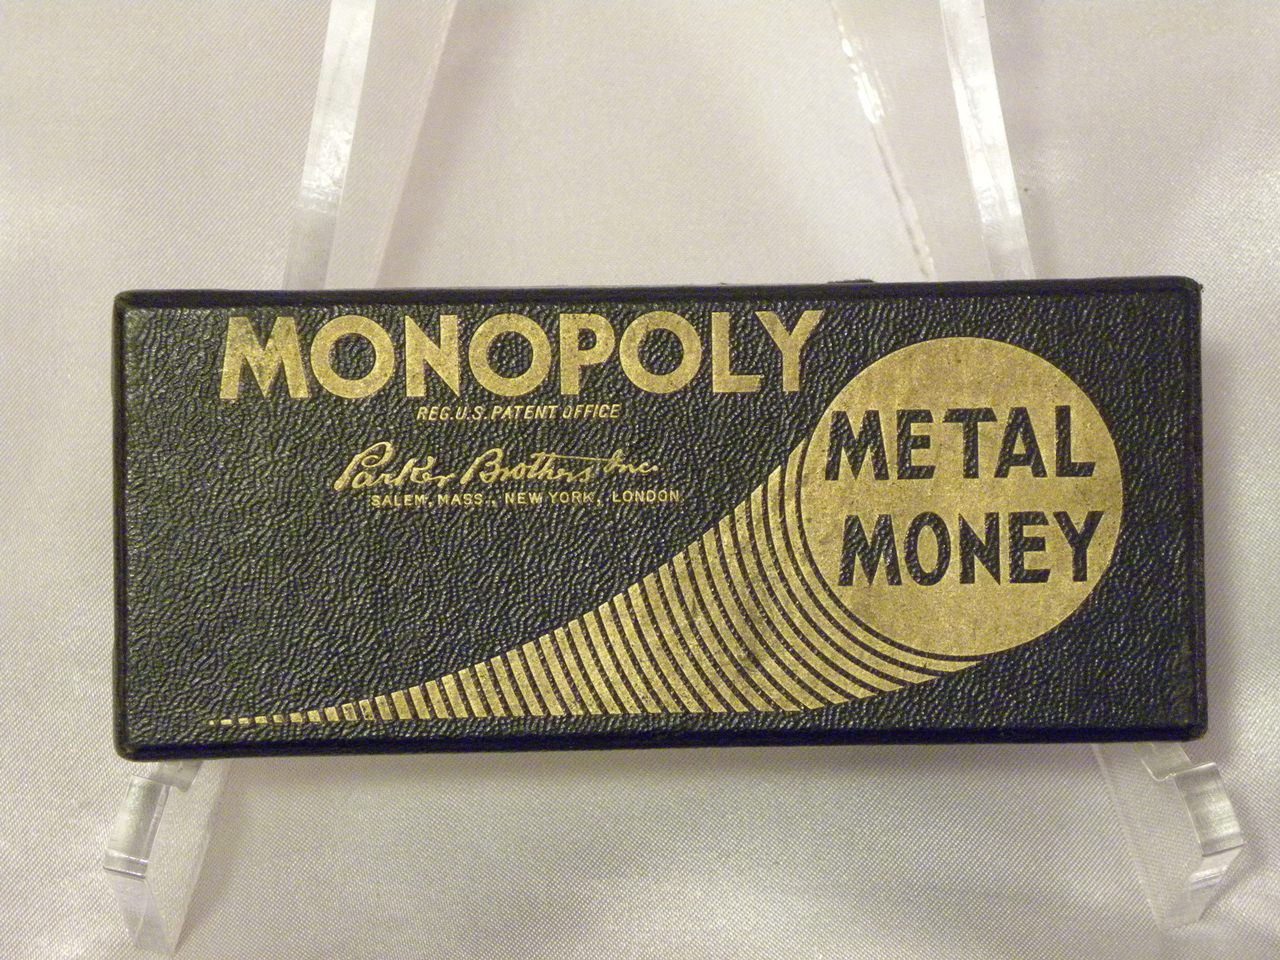 MONOPOLY
REG. U.S. PATENT OFFICE
Parker Brothers, Inc.
SALEM, MASS., NEW YORK, LONDON
METAL
MONEY